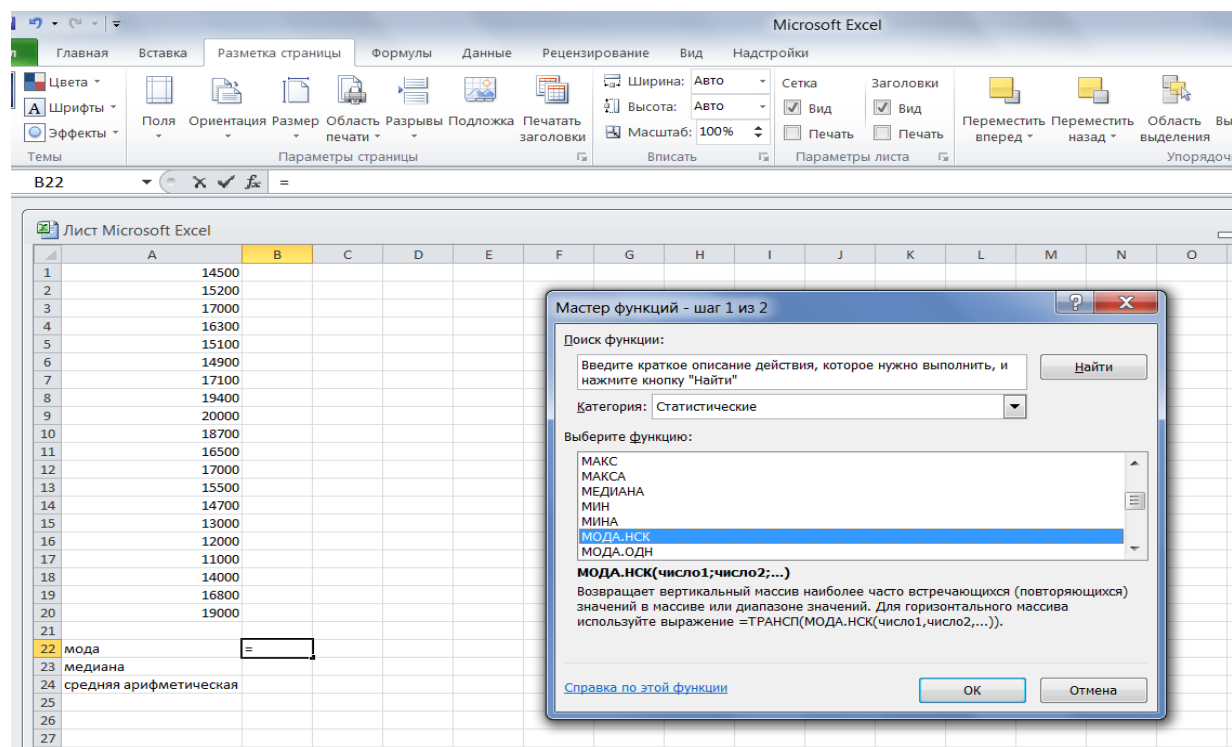 Microsoft Excel
Главная Вставка Разметка страницы Формулы Данные Рецензирование Вид Надстройки
Цвета
Шрифты
Эффекты
Темы
Поля Ориентация Размер Область печати Разрывы Подложка Печатать заголовки
Параметры страницы
Ширина: Авто
Высота: Авто
Масштаб: 100%
Вписать
Сетка Заголовки
Вид Вид
Печать Печать
Параметры листа
Переместить вперед Переместить назад Область выделения
B22 fx =
Лист Microsoft Excel
A B C D E F G H I J K L M N O
1 14500
2 15200
3 17000
4 16300
5 15100
6 14900
7 17100
8 19400
9 20000
10 18700
11 16500
12 17000
13 15500
14 14700
15 13000
16 12000
17 11000
18 14000
19 16800
20 19000
21
22 мода =
23 медиана
24 средняя арифметическая
25
26
27
Мастер функций - шаг 1 из 2
? X
Поиск функции:
Введите краткое описание действия, которое нужно выполнить, и
нажмите кнопку "Найти"
Найти
Категория: Статистические
Выберите функцию:
МАКС
МАКСА
МЕДИАНА
МИН
МИНА
МОДА.НСК
МОДА.ОДН
МОДА.НСК(число1;число2;...)
Возвращает вертикальный массив наиболее часто встречающихся (повторяющихся)
значений в массиве или диапазоне значений. Для горизонтального массива
используйте выражение =ТРАНСП(МОДА.НСК(число1,число2,...)).
Справка по этой функции
ОК Отмена